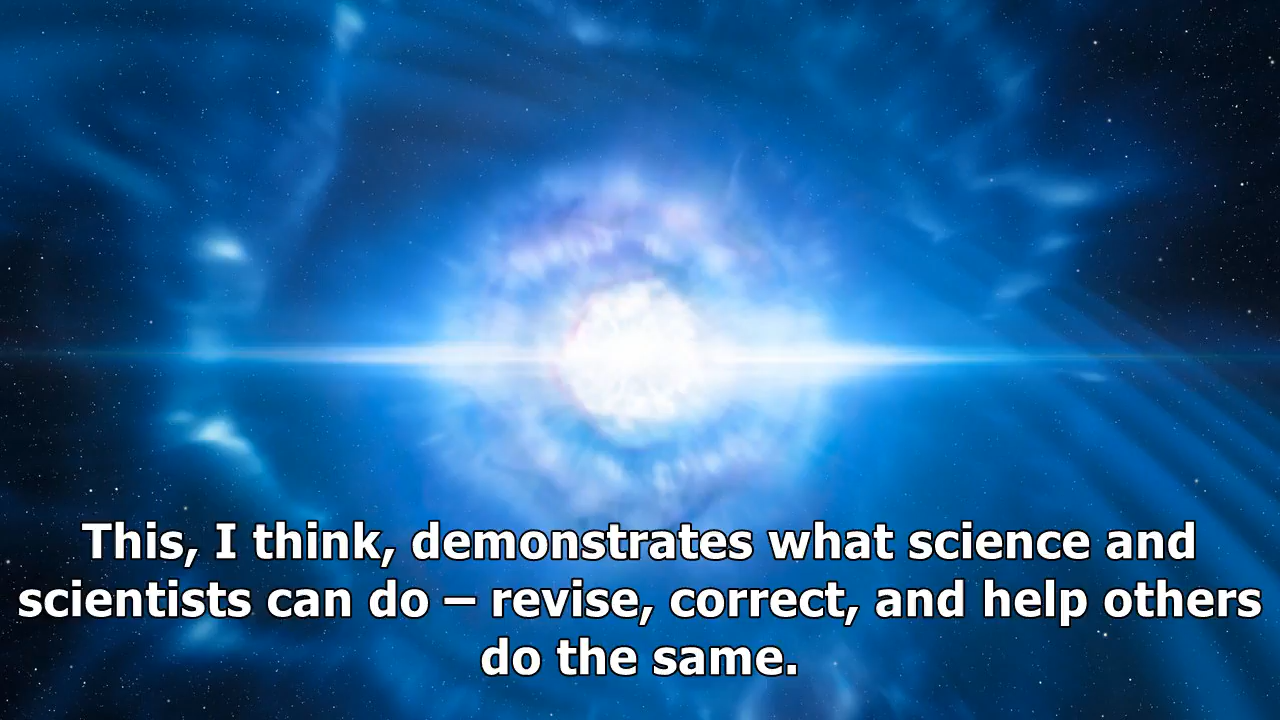 This, I think, demonstrates what science and
scientists can do – revise, correct, and help others
do the same.